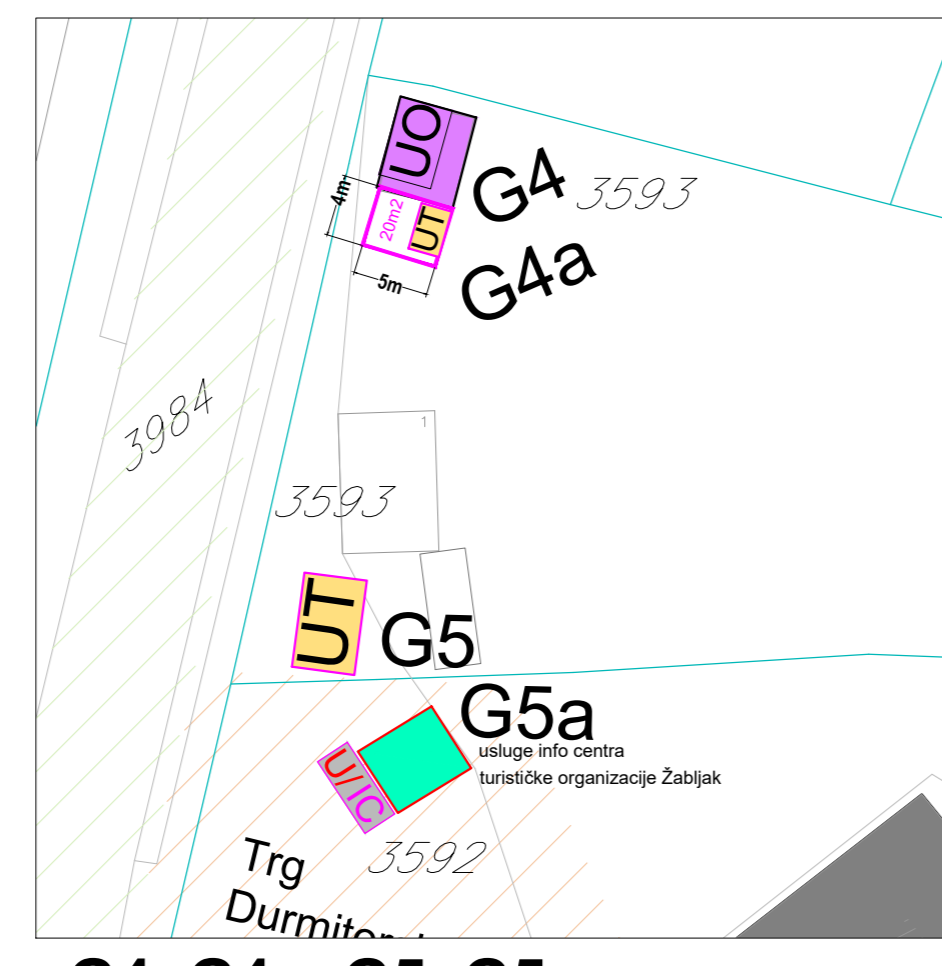 UO
G4
3593
4m
20m2
UT
G4a
5m
3984
1
3593
UT
G5
G5a
usluge info centra
turističke organizacije Žabljak
U/IC
3592
Trg